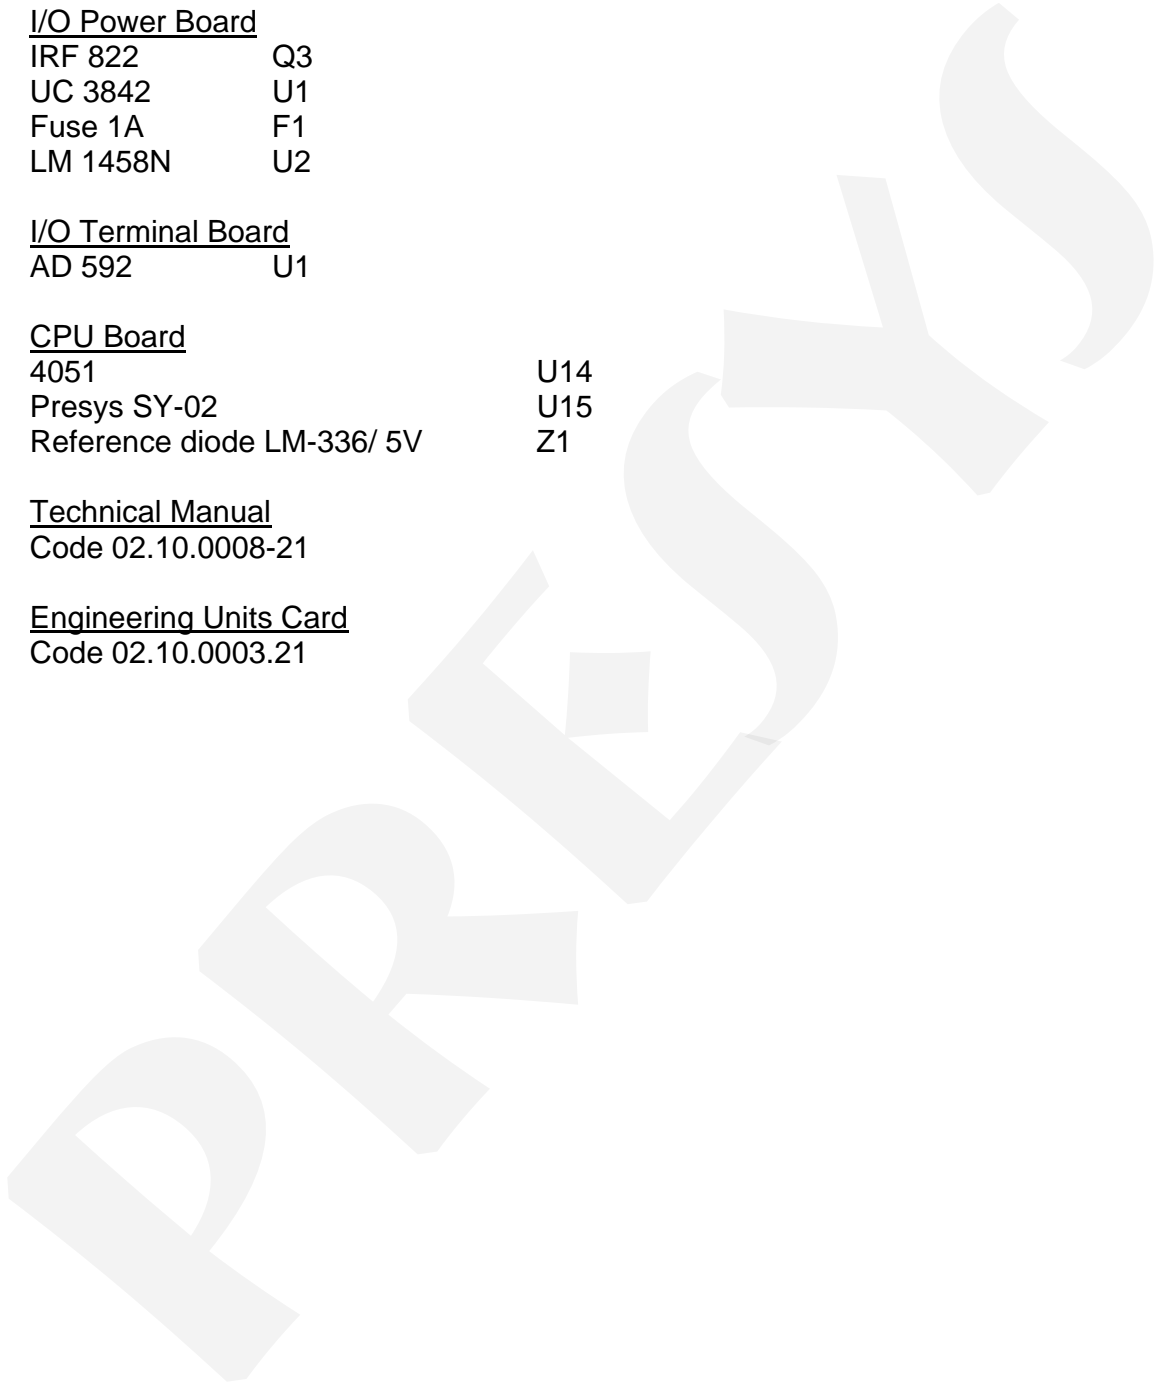 I/O Power Board
IRF 822 Q3
UC 3842 U1
Fuse 1A F1
LM 1458N U2
I/O Terminal Board
AD 592 U1
CPU Board
4051 U14
Presys SY-02 U15
Reference diode LM-336/ 5V Z1
Technical Manual
Code 02.10.0008-21
Engineering Units Card
Code 02.10.0003.21
PRESYS